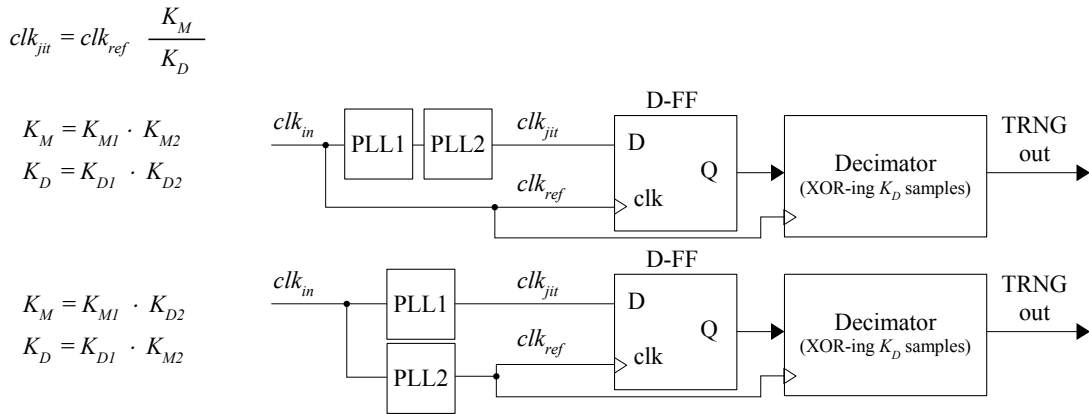 clk_jit = clk_ref K_M / K_D
K_M = K_M1 · K_M2
K_D = K_D1 · K_D2
clk_in
PLL1
PLL2
clk_jit
clk_ref
D-FF
D
Q
clk
Decimator
(XOR-ing K_D samples)
TRNG
out
K_M = K_M1 · K_D2
K_D = K_D1 · K_M2
clk_in
PLL1
PLL2
clk_jit
clk_ref
D-FF
D
Q
clk
Decimator
(XOR-ing K_D samples)
TRNG
out